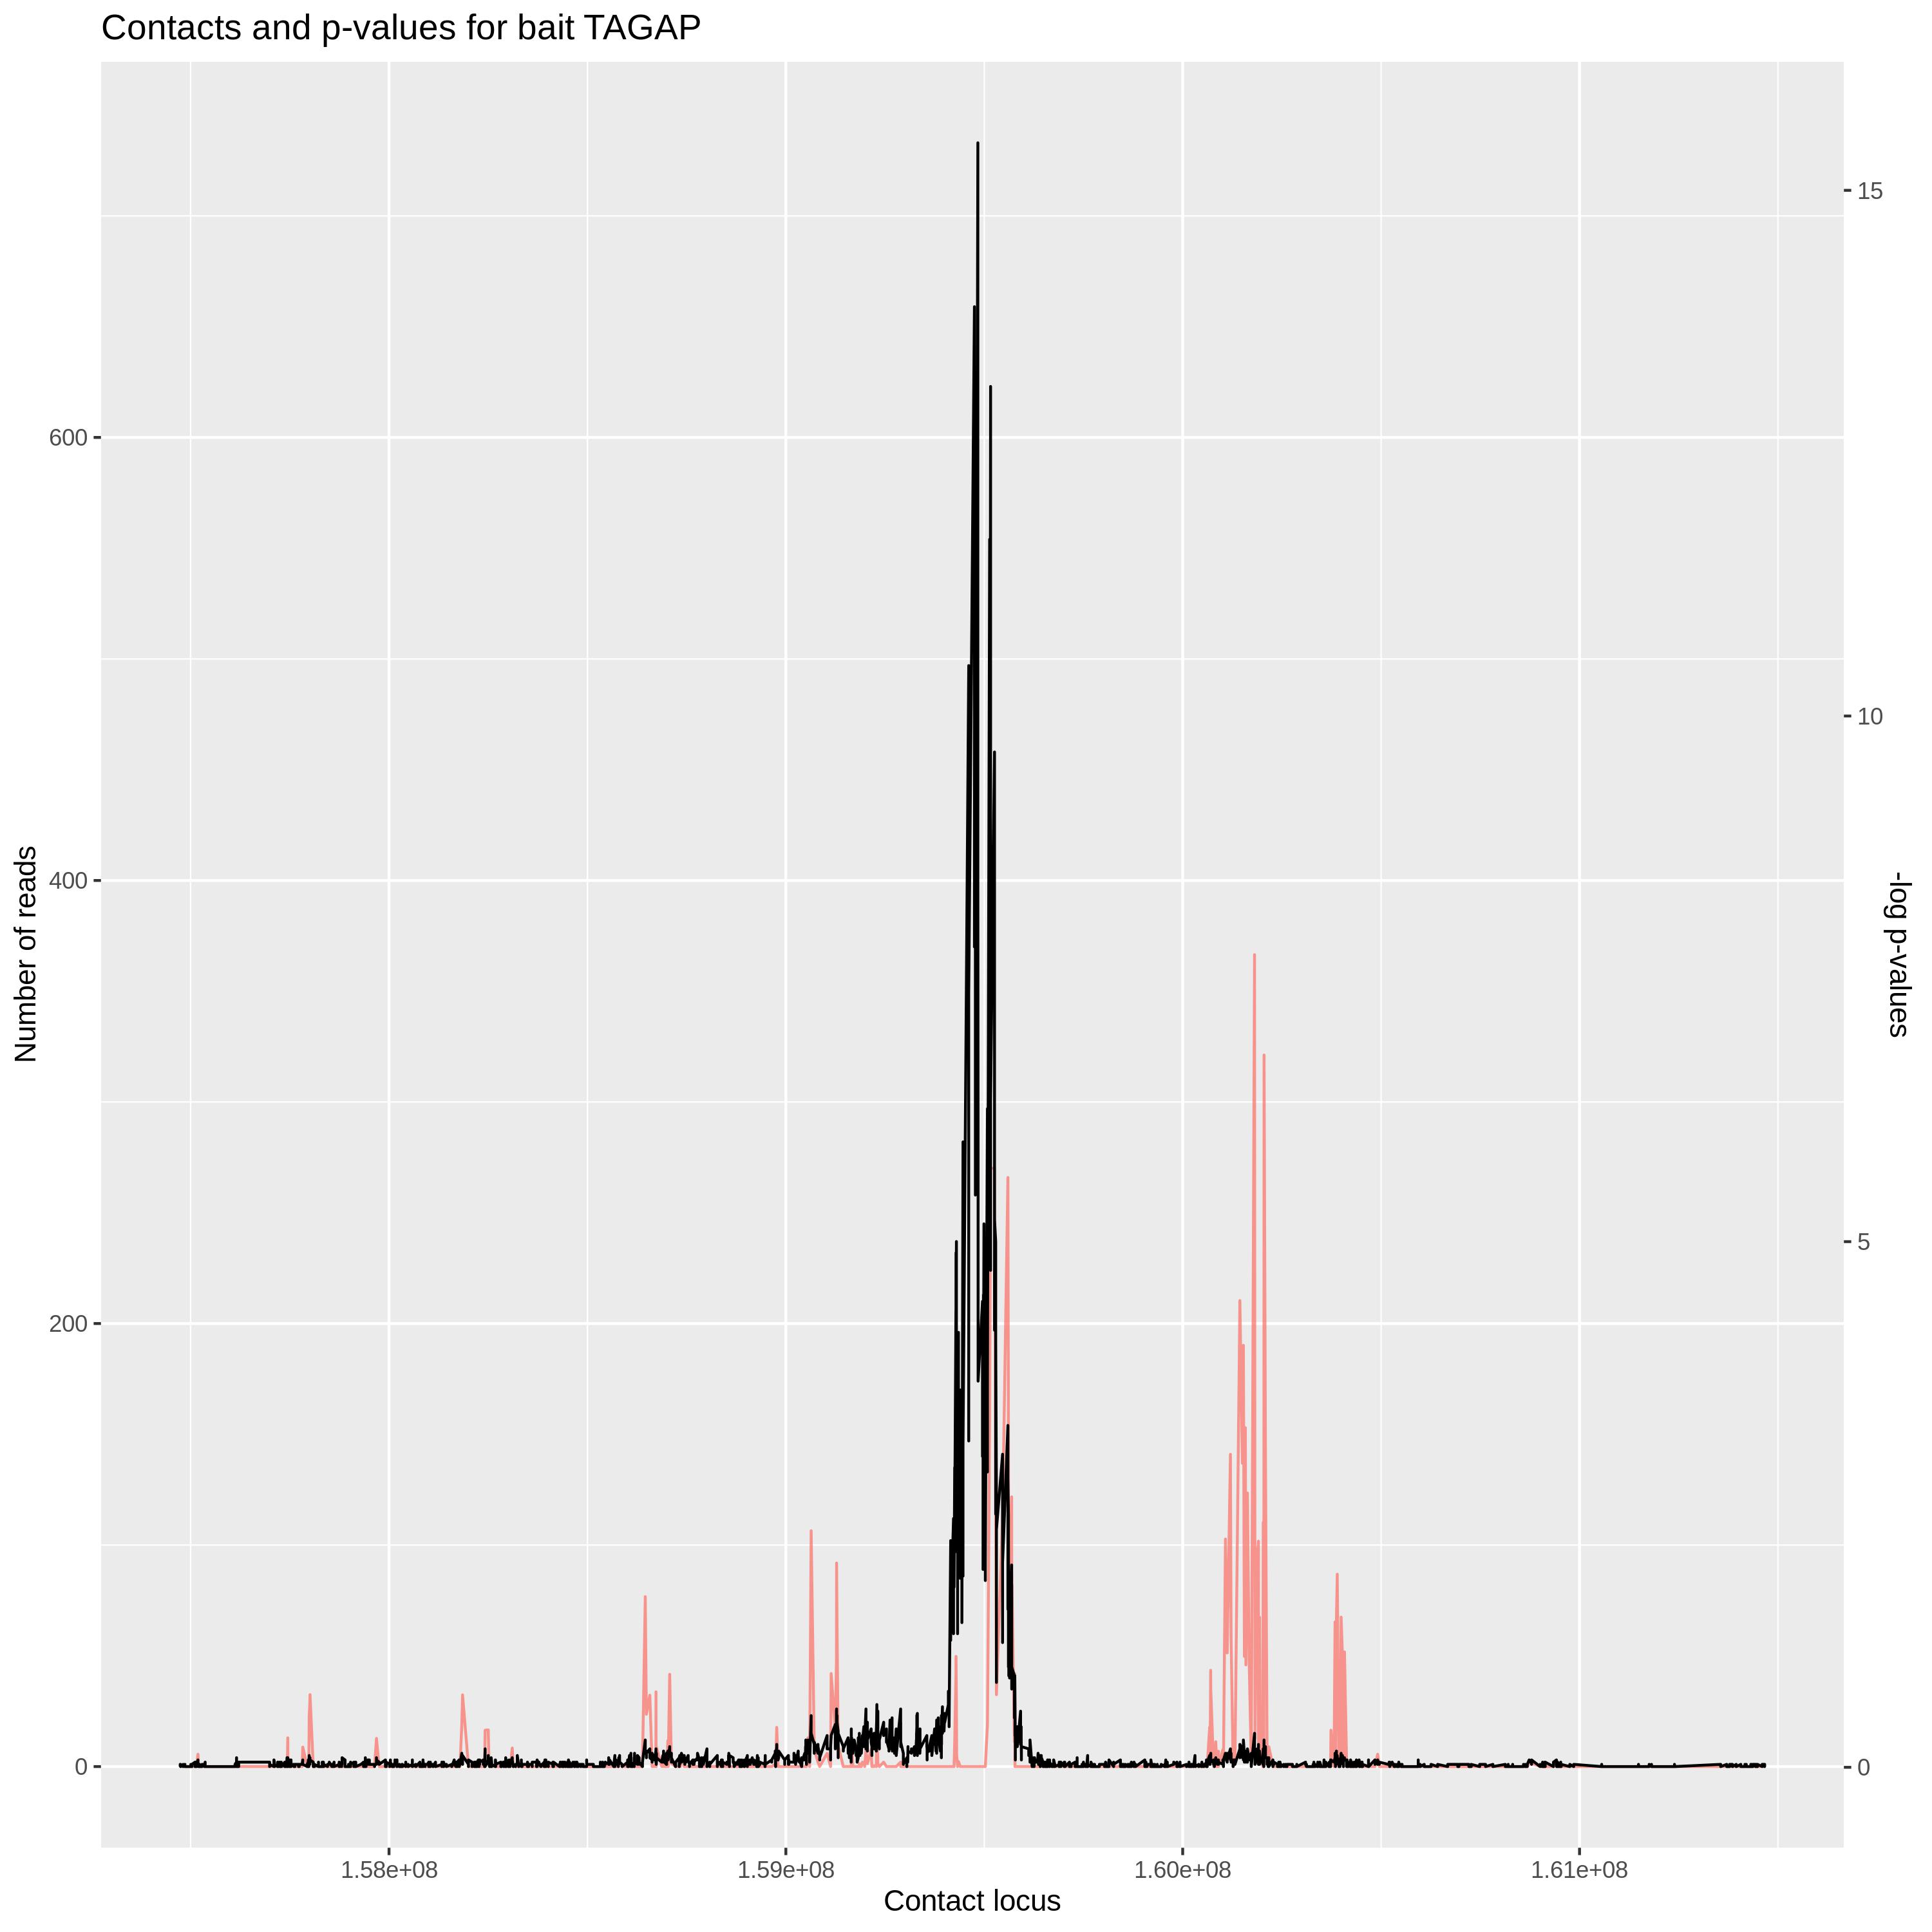 Contacts and p-values for bait TAGAP
Number of reads
600
400
200
0
15
10
5
0
-log p-values
1.58e+08
1.59e+08
1.60e+08
1.61e+08
Contact locus